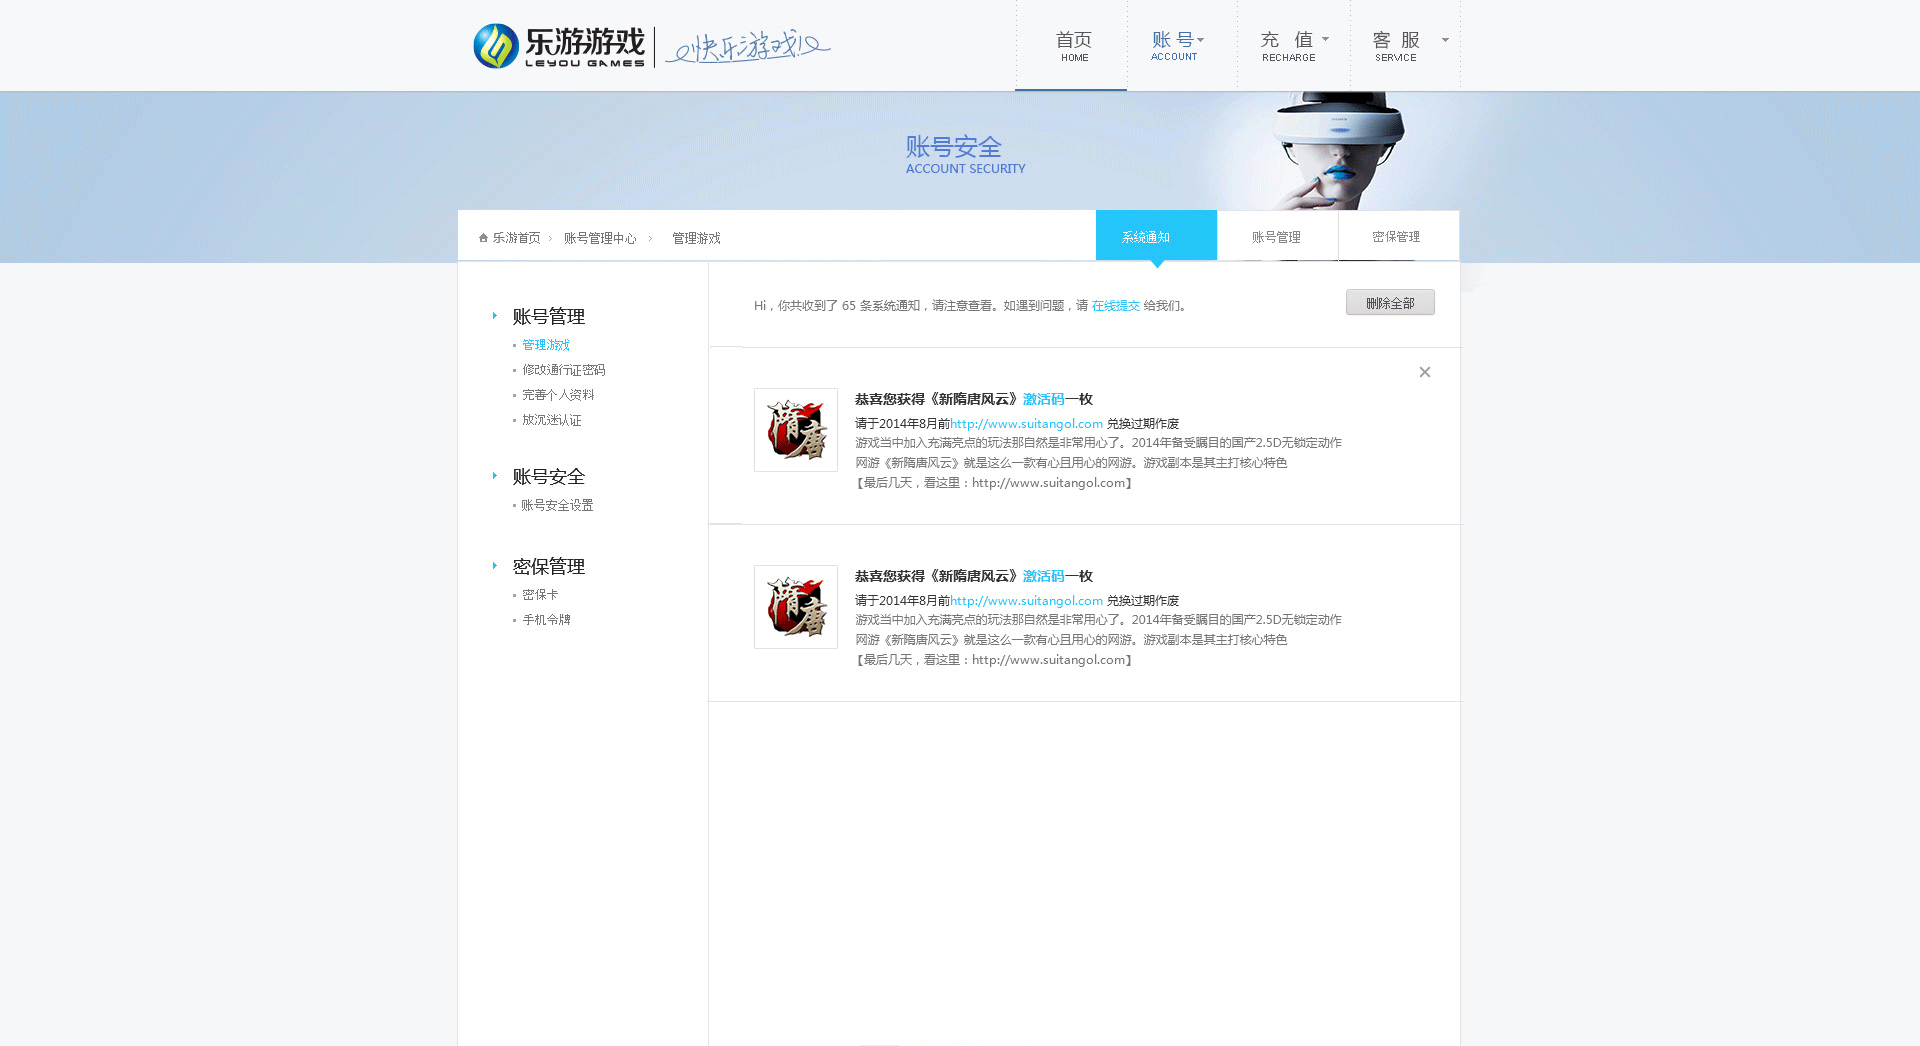 乐游游戏
LEYOU GAMES
快乐游戏
首页
HOME
账号
ACCOUNT
充 值
RECHARGE
客 服
SERVICE
账号安全
ACCOUNT SECURITY
乐游首页 > 账号管理中心 > 管理游戏
系统通知
账号管理
密保管理
账号管理
管理游戏
修改通行证密码
完善个人资料
放沉迷认证
账号安全
账号安全设置
密保管理
密保卡
手机令牌
Hi，你共收到了 65 条系统通知，请注意查看。如遇到问题，请 在线提交 给我们。
删除全部
恭喜您获得《新隋唐风云》激活码一枚
请于2014年8月前http://www.suitangol.com 兑换过期作废
游戏当中加入充满亮点的玩法那自然是非常用心了。2014年备受瞩目的国产2.5D无锁定动作
网游《新隋唐风云》就是这么一款有心且用心的网游。游戏副本是其主打核心特色
【最后几天，看这里：http://www.suitangol.com】
隋唐
恭喜您获得《新隋唐风云》激活码一枚
请于2014年8月前http://www.suitangol.com 兑换过期作废
游戏当中加入充满亮点的玩法那自然是非常用心了。2014年备受瞩目的国产2.5D无锁定动作
网游《新隋唐风云》就是这么一款有心且用心的网游。游戏副本是其主打核心特色
【最后几天，看这里：http://www.suitangol.com】
隋唐